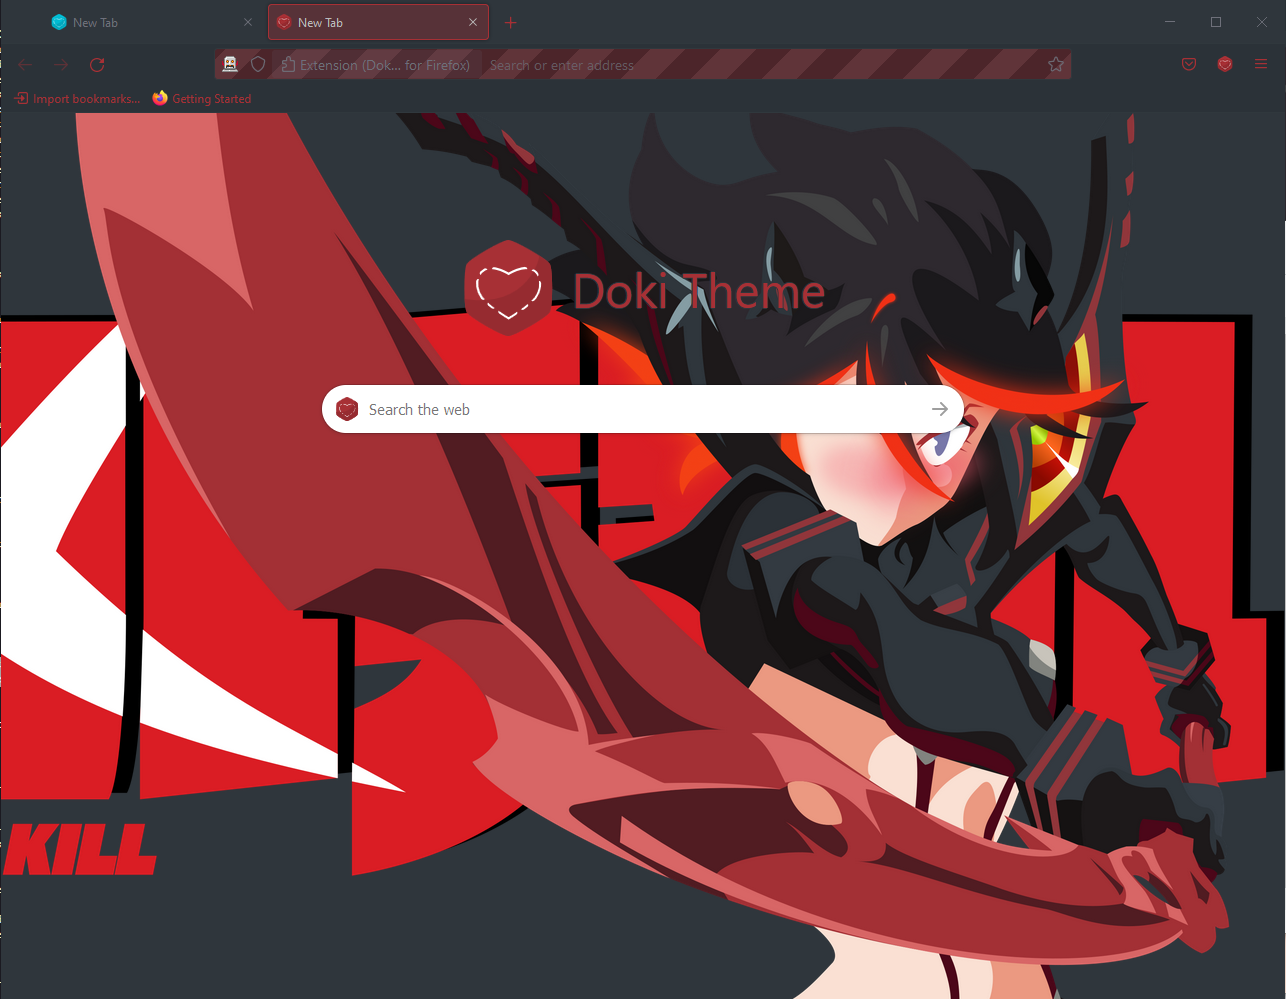 New Tab
New Tab
Extension (Dok... for Firefox)
Search or enter address
Import bookmarks...
Getting Started
Doki Theme
Search the web
KILL